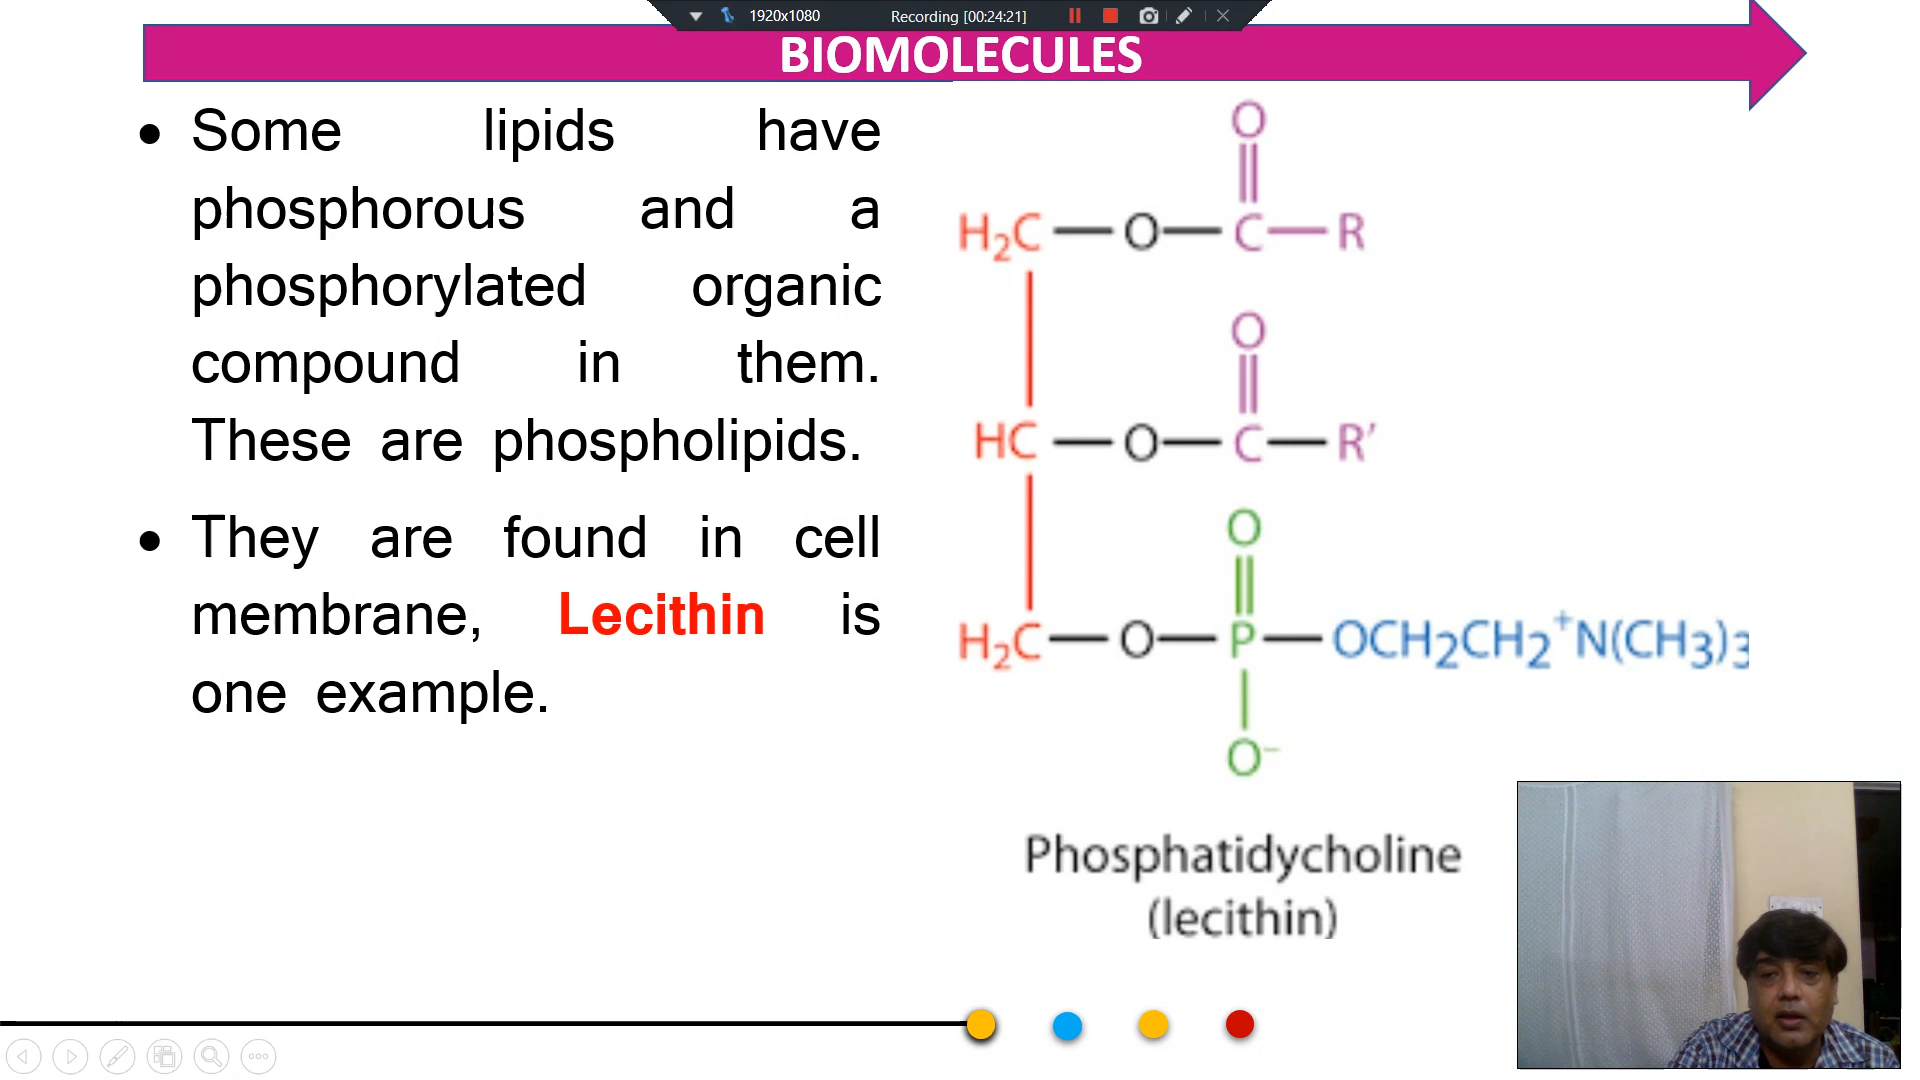 1920x1080 Recording [00:24:21]
BIOMOLECULES
• Some lipids have
phosphorous and a
phosphorylated organic
compound in them.
These are phospholipids.
• They are found in cell
membrane, Lecithin is
one example.
O
H₂C — O — C — R
O
HC — O — C — R′
O
H₂C — O — P — OCH₂CH₂⁺N(CH₃)₃
O⁻
Phosphatidycholine
(lecithin)